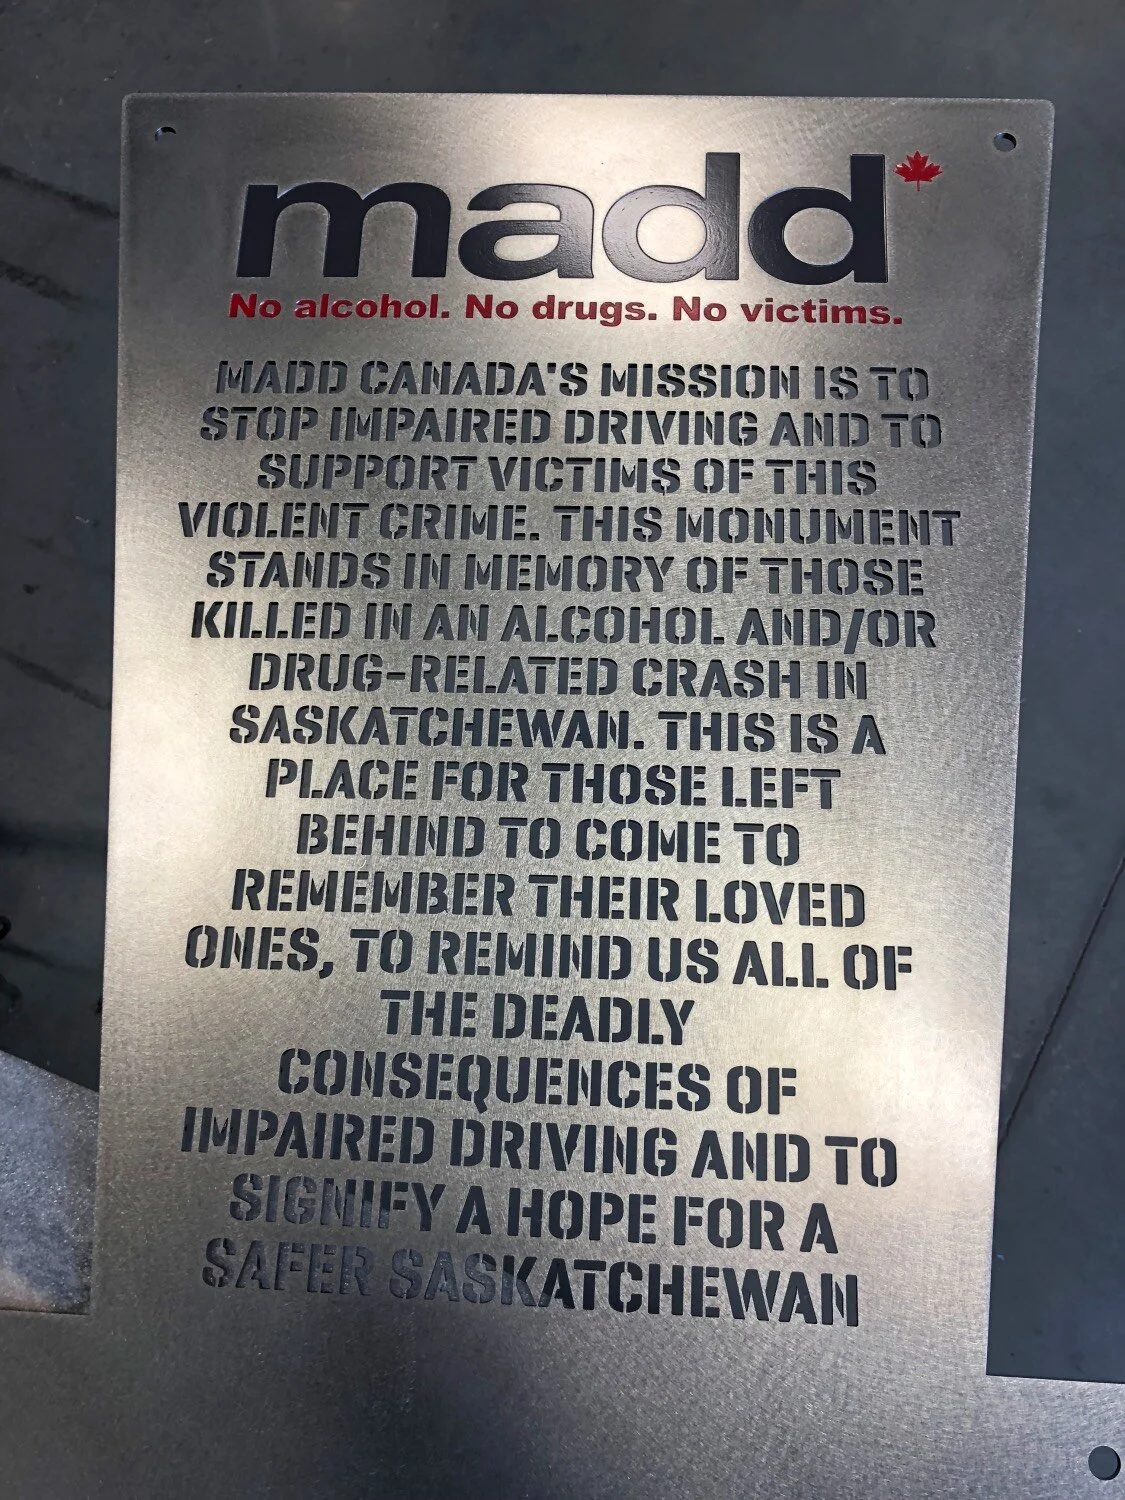 madd
No alcohol. No drugs. No victims.
MADD CANADA'S MISSION IS TO
STOP IMPAIRED DRIVING AND TO
SUPPORT VICTIMS OF THIS
VIOLENT CRIME. THIS MONUMENT
STANDS IN MEMORY OF THOSE
KILLED IN AN ALCOHOL AND/OR
DRUG-RELATED CRASH IN
SASKATCHEWAN. THIS IS A
PLACE FOR THOSE LEFT
BEHIND TO COME TO
REMEMBER THEIR LOVED
ONES, TO REMIND US ALL OF
THE DEADLY
CONSEQUENCES OF
IMPAIRED DRIVING AND TO
SIGNIFY A HOPE FOR A
SAFER SASKATCHEWAN